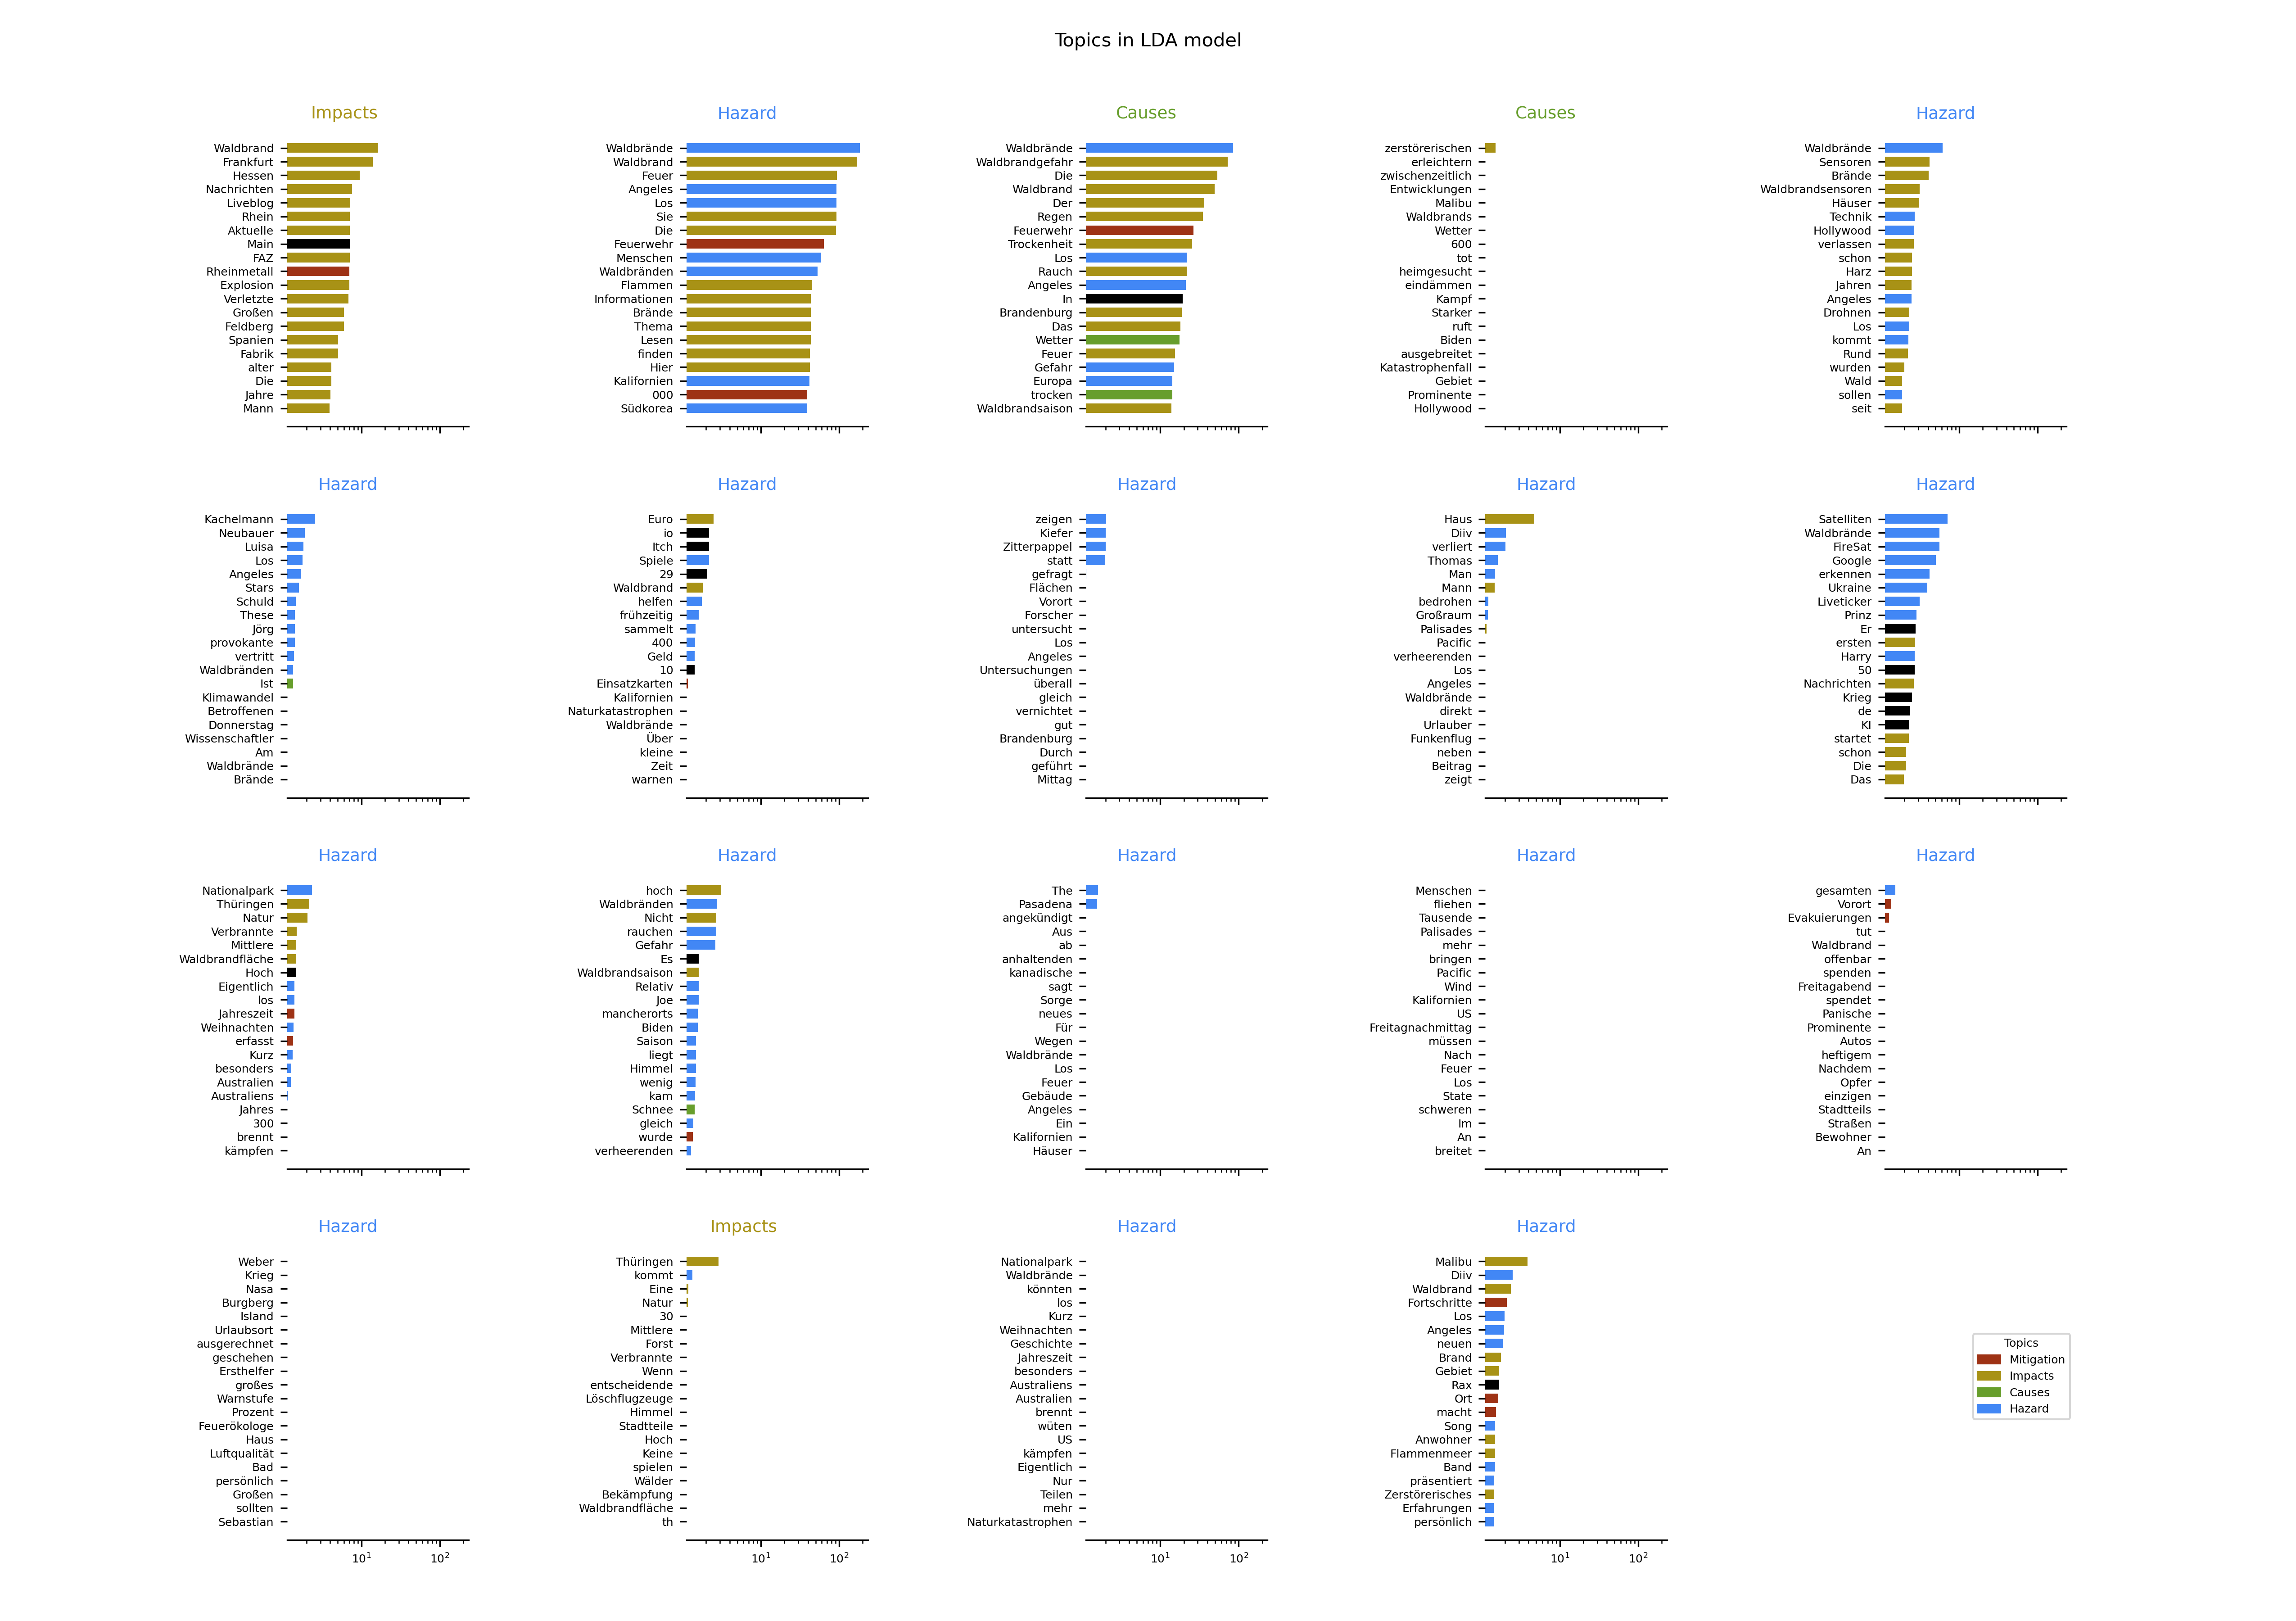 Topics in LDA model
Impacts
Waldbrand
Frankfurt
Hessen
Nachrichten
Liveblog
Rhein
Aktuelle
Main
FAZ
Rheinmetall
Explosion
Verletzte
Großen
Feldberg
Spanien
Fabrik
alter
Die
Jahre
Mann
Hazard
Waldbrände
Waldbrand
Feuer
Angeles
Los
Sie
Die
Feuerwehr
Menschen
Waldbränden
Flammen
Informationen
Brände
Thema
Lesen
finden
Hier
Kalifornien
000
Südkorea
Causes
Waldbrände
Waldbrandgefahr
Die
Waldbrand
Der
Regen
Feuerwehr
Trockenheit
Los
Rauch
Angeles
In
Brandenburg
Das
Wetter
Feuer
Gefahr
Europa
trocken
Waldbrandsaison
Causes
zerstörerischen
erleichtern
zwischenzeitlich
Entwicklungen
Malibu
Waldbrands
Wetter
600
tot
heimgesucht
eindämmen
Kampf
Starker
ruft
Biden
ausgebreitet
Katastrophenfall
Gebiet
Prominente
Hollywood
Hazard
Waldbrände
Sensoren
Brände
Waldbrandsensoren
Häuser
Technik
Hollywood
verlassen
schon
Harz
Jahren
Angeles
Drohnen
Los
kommt
Rund
wurden
Wald
sollen
seit
Hazard
Kachelmann
Neubauer
Luisa
Los
Angeles
Stars
Schuld
These
Jörg
provokante
vertritt
Waldbränden
Ist
Klimawandel
Betroffenen
Donnerstag
Wissenschaftler
Am
Waldbrände
Brände
Hazard
Euro
io
Itch
Spiele
29
Waldbrand
helfen
frühzeitig
sammelt
400
Geld
10
Einsatzkarten
Kalifornien
Naturkatastrophen
Waldbrände
Über
kleine
Zeit
warnen
Hazard
zeigen
Kiefer
Zitterpappel
statt
gefragt
Flächen
Vorort
Forscher
untersucht
Los
Angeles
Untersuchungen
überall
gleich
vernichtet
gut
Brandenburg
Durch
geführt
Mittag
Hazard
Haus
Diiv
verliert
Thomas
Man
Mann
bedrohen
Großraum
Palisades
Pacific
verheerenden
Los
Angeles
Waldbrände
direkt
Urlauber
Funkenflug
neben
Beitrag
zeigt
Hazard
Satelliten
Waldbrände
FireSat
Google
erkennen
Ukraine
Liveticker
Prinz
Er
ersten
Harry
50
Nachrichten
Krieg
de
KI
startet
schon
Die
Das
Hazard
Nationalpark
Thüringen
Natur
Verbrannte
Mittlere
Waldbrandfläche
Hoch
Eigentlich
los
Jahreszeit
Weihnachten
erfasst
Kurz
besonders
Australien
Australiens
Jahres
300
brennt
kämpfen
Hazard
hoch
Waldbränden
Nicht
rauchen
Gefahr
Es
Waldbrandsaison
Relativ
Joe
mancherorts
Biden
Saison
liegt
Himmel
wenig
kam
Schnee
gleich
wurde
verheerenden
Hazard
The
Pasadena
angekündigt
Aus
ab
anhaltenden
kanadische
sagt
Sorge
neues
Für
Wegen
Waldbrände
Los
Feuer
Gebäude
Angeles
Ein
Kalifornien
Häuser
Hazard
Menschen
fliehen
Tausende
Palisades
mehr
bringen
Pacific
Wind
Kalifornien
US
Freitagnachmittag
müssen
Nach
Feuer
Los
State
schweren
Im
An
breitet
Hazard
gesamten
Vorort
Evakuierungen
tut
Waldbrand
offenbar
spenden
Freitagabend
spendet
Panische
Prominente
Autos
heftigem
Nachdem
Opfer
einzigen
Stadtteils
Straßen
Bewohner
An
Hazard
Weber
Krieg
Nasa
Burgberg
Island
Urlaubsort
ausgerechnet
geschehen
Ersthelfer
großes
Warnstufe
Prozent
Feuerökologe
Haus
Luftqualität
Bad
persönlich
Großen
sollten
Sebastian
10¹ 10²
Impacts
Thüringen
kommt
Eine
Natur
30
Mittlere
Forst
Verbrannte
Wenn
entscheidende
Löschflugzeuge
Himmel
Stadtteile
Hoch
Keine
spielen
Wälder
Bekämpfung
Waldbrandfläche
th
10¹ 10²
Hazard
Nationalpark
Waldbrände
könnten
los
Kurz
Weihnachten
Geschichte
Jahreszeit
besonders
Australiens
Australien
brennt
wüten
US
kämpfen
Eigentlich
Nur
Teilen
mehr
Naturkatastrophen
10¹ 10²
Hazard
Malibu
Diiv
Waldbrand
Fortschritte
Los
Angeles
neuen
Brand
Gebiet
Rax
Ort
macht
Song
Anwohner
Flammenmeer
Band
präsentiert
Zerstörerisches
Erfahrungen
persönlich
10¹ 10²
Topics
Mitigation
Impacts
Causes
Hazard